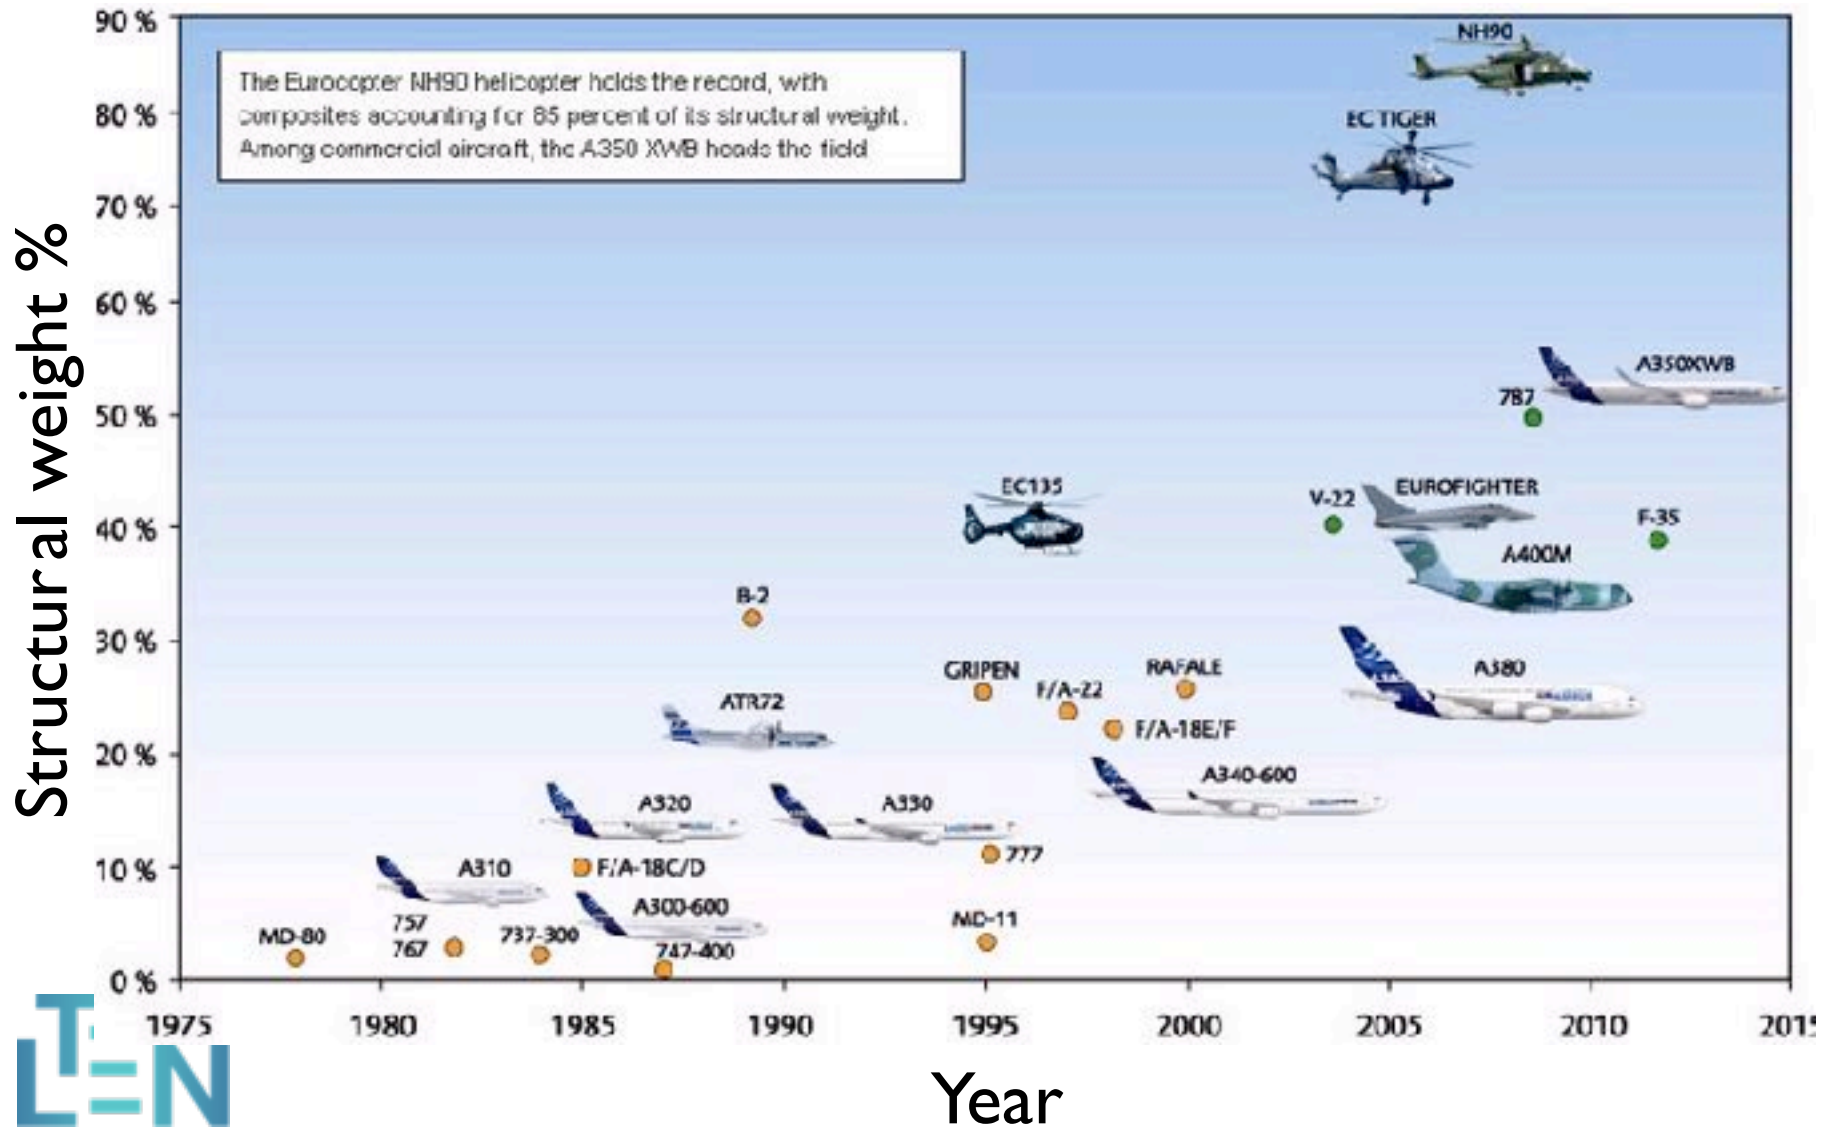 90 %
80 %
70 %
60 %
50 %
40 %
30 %
20 %
10 %
0 %
Structural weight %
The Eurocopter NH90 helicopter holds the record, with
composites accounting for 85 percent of its structural weight.
Among commercial aircraft, the A350 XWB heads the field
NH90
EC TIGER
A350XWB
787
EC135
V-22
EUROFIGHTER
F-35
A400M
B-2
GRIPEN
RAFALE
A380
F/A-22
ATR72
F/A-18E/F
A340-600
A320
A330
777
A310
F/A-18C/D
A300-600
757
767
MD-80
737-300
MD-11
747-400
1975
1980
1985
1990
1995
2000
2005
2010
201
Year
LTEN